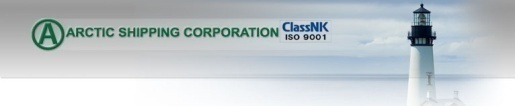 A ARCTIC SHIPPING CORPORATION
ClassNK
ISO 9001